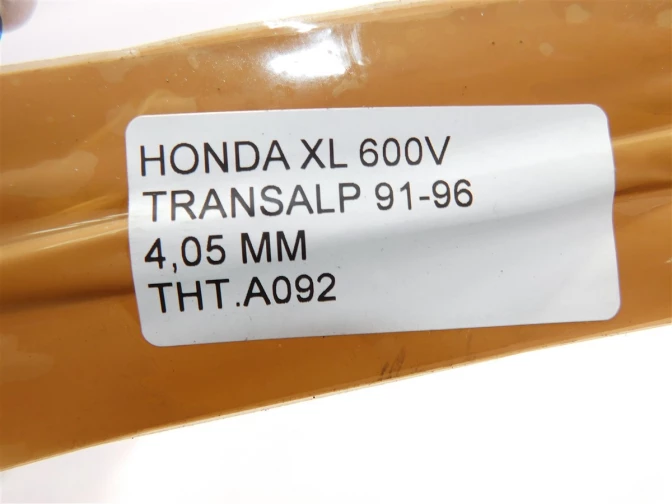 HONDA XL 600V
TRANSALP 91-96
4,05 MM
THT.A092